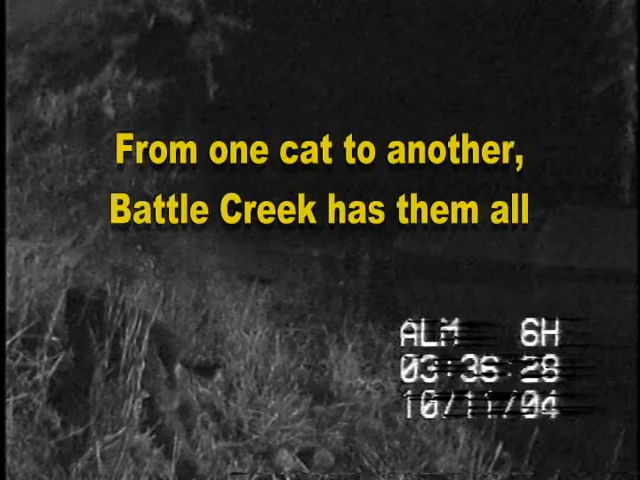 From one cat to another,
Battle Creek has them all
ALM 6H
03:36:28
10/11/94